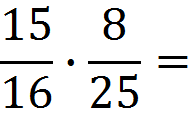 15/16 · 8/25 =